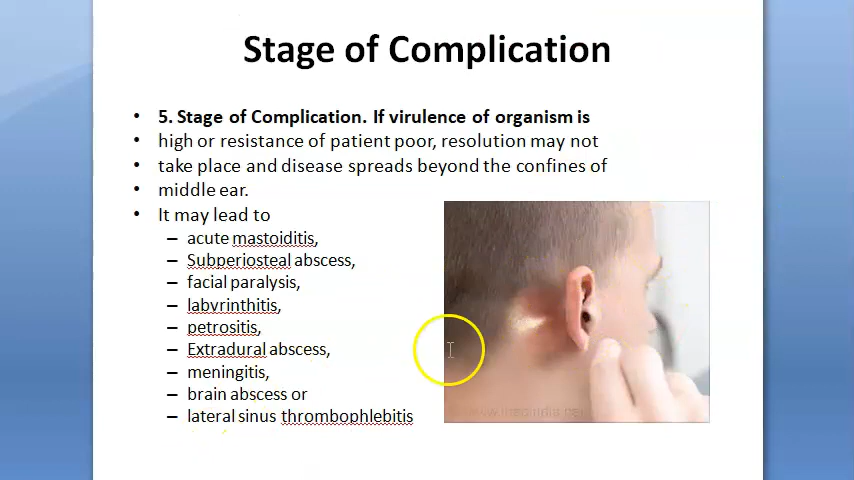 Stage of Complication
• 5. Stage of Complication. If virulence of organism is
• high or resistance of patient poor, resolution may not
• take place and disease spreads beyond the confines of
• middle ear.
• It may lead to
– acute mastoiditis,
– Subperiosteal abscess,
– facial paralysis,
– labvrinthitis,
– petrositis,
– Extradural abscess,
– meningitis,
– brain abscess or
– lateral sinus thrombophlebitis